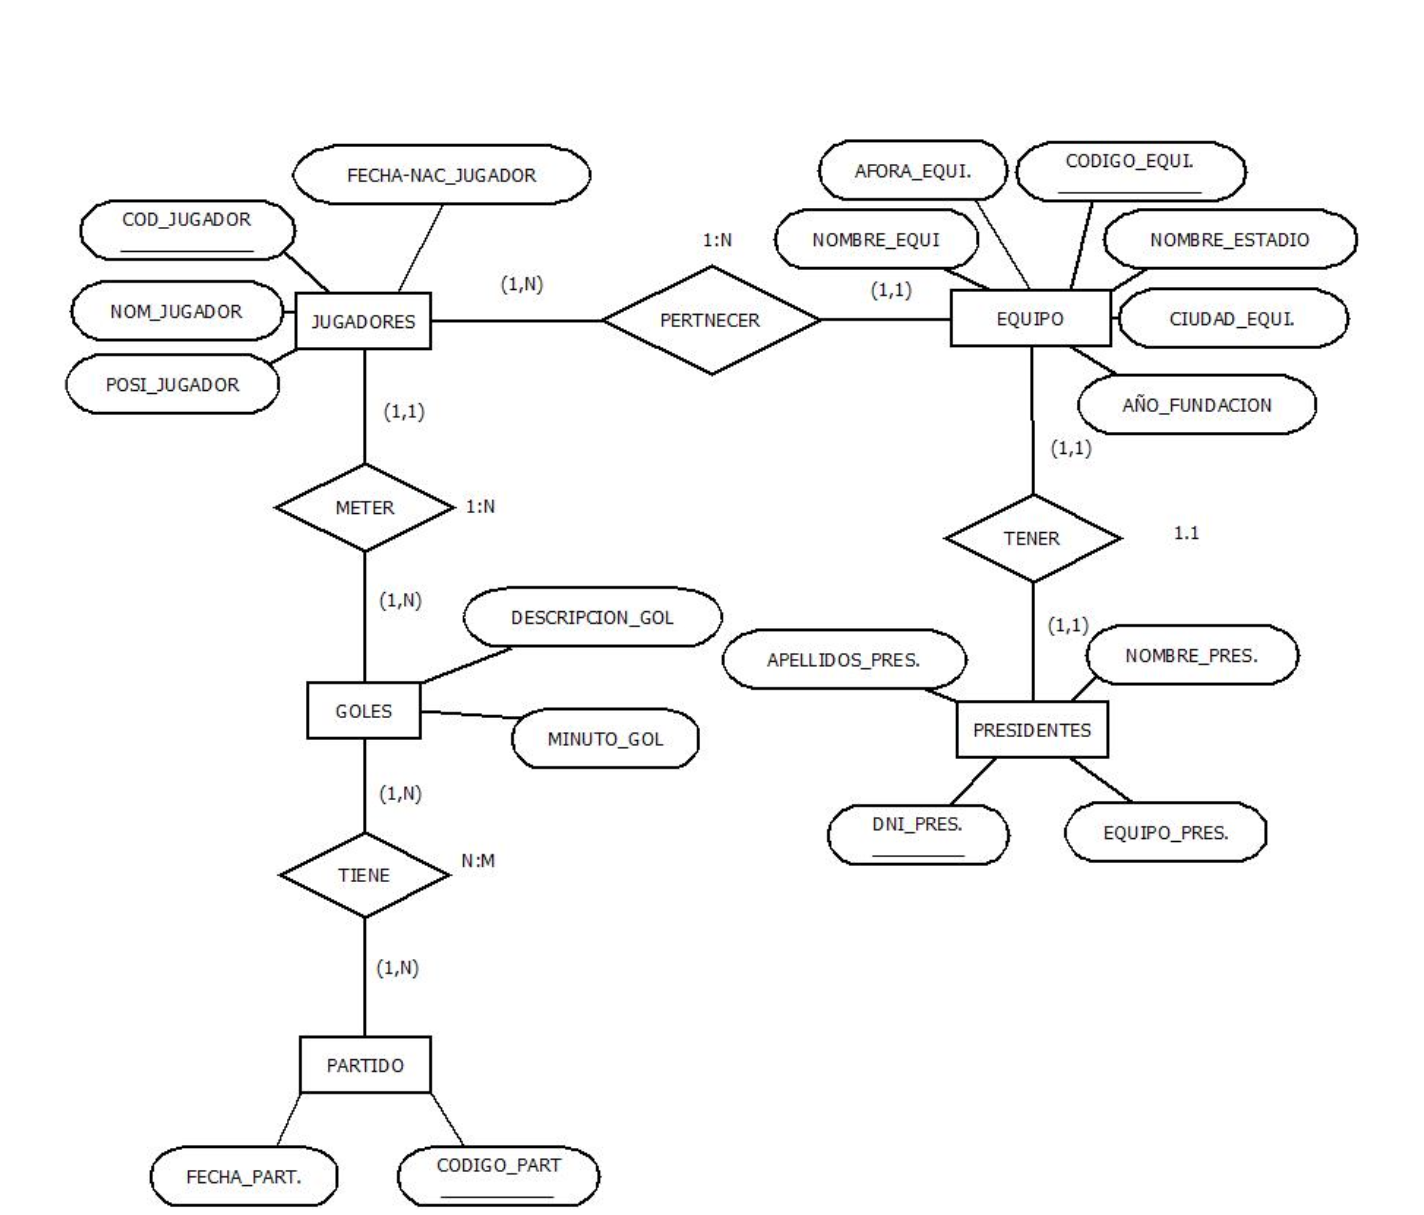 FECHA-NAC_JUGADOR
COD_JUGADOR
NOM_JUGADOR
POSI_JUGADOR
JUGADORES
(1,N)
1:N
PERTNECER
(1,1)
AFORA_EQUI.
CODIGO_EQUI.
NOMBRE_EQUI
NOMBRE_ESTADIO
EQUIPO
CIUDAD_EQUI.
AÑO_FUNDACION
(1,1)
METER
1:N
(1,N)
(1,1)
TENER
1.1
(1,1)
DESCRIPCION_GOL
GOLES
MINUTO_GOL
APELLIDOS_PRES.
NOMBRE_PRES.
PRESIDENTES
DNI_PRES.
EQUIPO_PRES.
(1,N)
TIENE
N:M
(1,N)
PARTIDO
FECHA_PART.
CODIGO_PART